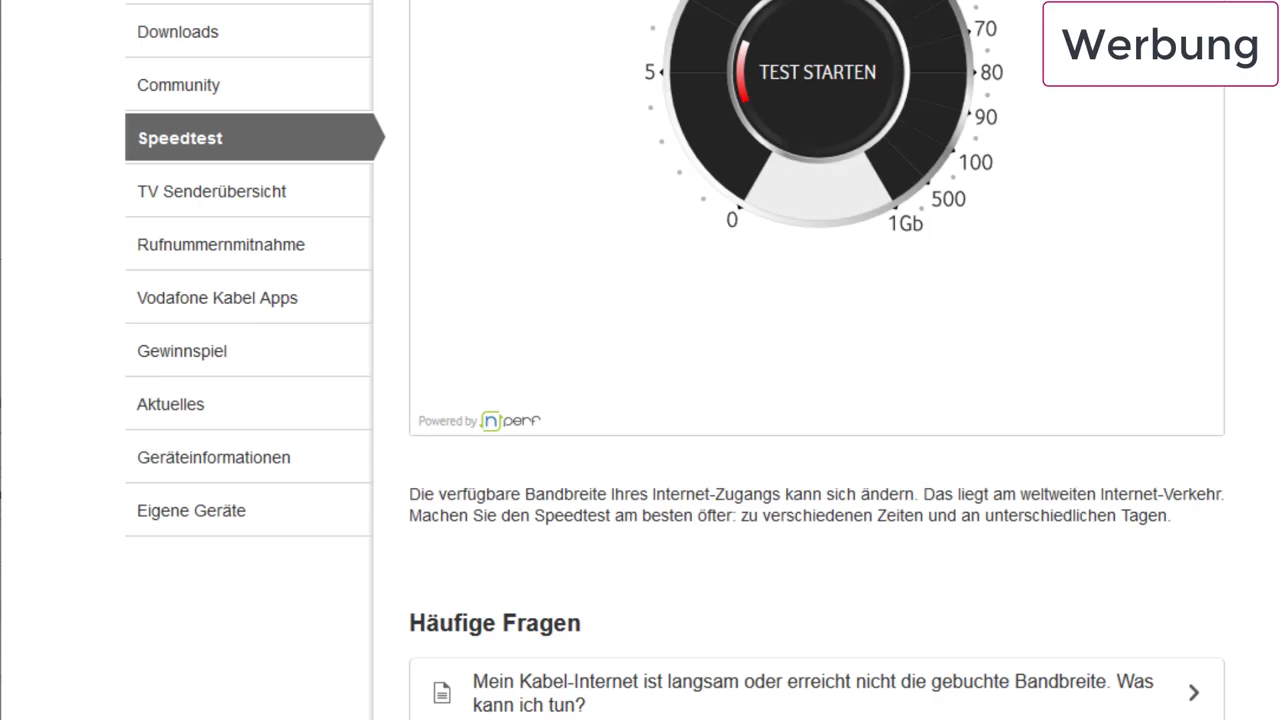 Werbung
Downloads
Community
Speedtest
TV Senderübersicht
Rufnummernmitnahme
Vodafone Kabel Apps
Gewinnspiel
Aktuelles
Geräteinformationen
Eigene Geräte
70
5
TEST STARTEN
80
90
100
500
0
1Gb
Powered by nperf
Die verfügbare Bandbreite Ihres Internet-Zugangs kann sich ändern. Das liegt am weltweiten Internet-Verkehr.
Machen Sie den Speedtest am besten öfter: zu verschiedenen Zeiten und an unterschiedlichen Tagen.
Häufige Fragen
Mein Kabel-Internet ist langsam oder erreicht nicht die gebuchte Bandbreite. Was
kann ich tun?